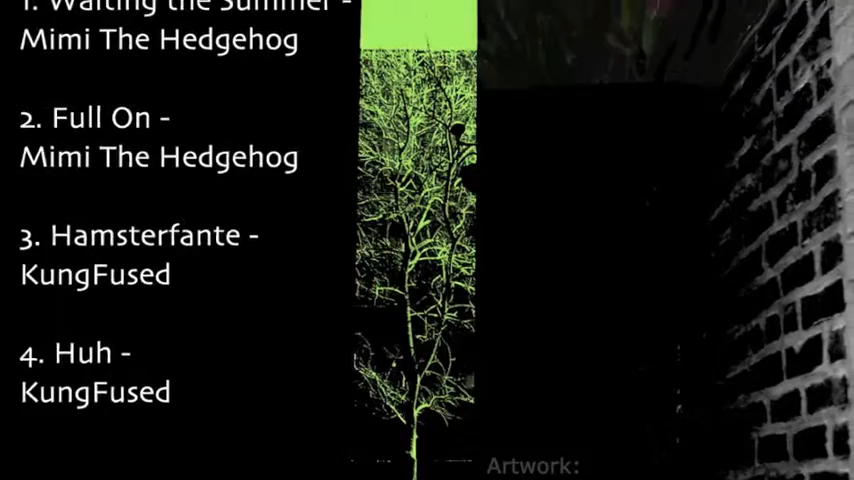 1. Waiting the Summer -
Mimi The Hedgehog
2. Full On -
Mimi The Hedgehog
3. Hamsterfante -
KungFused
4. Huh -
KungFused
Artwork: